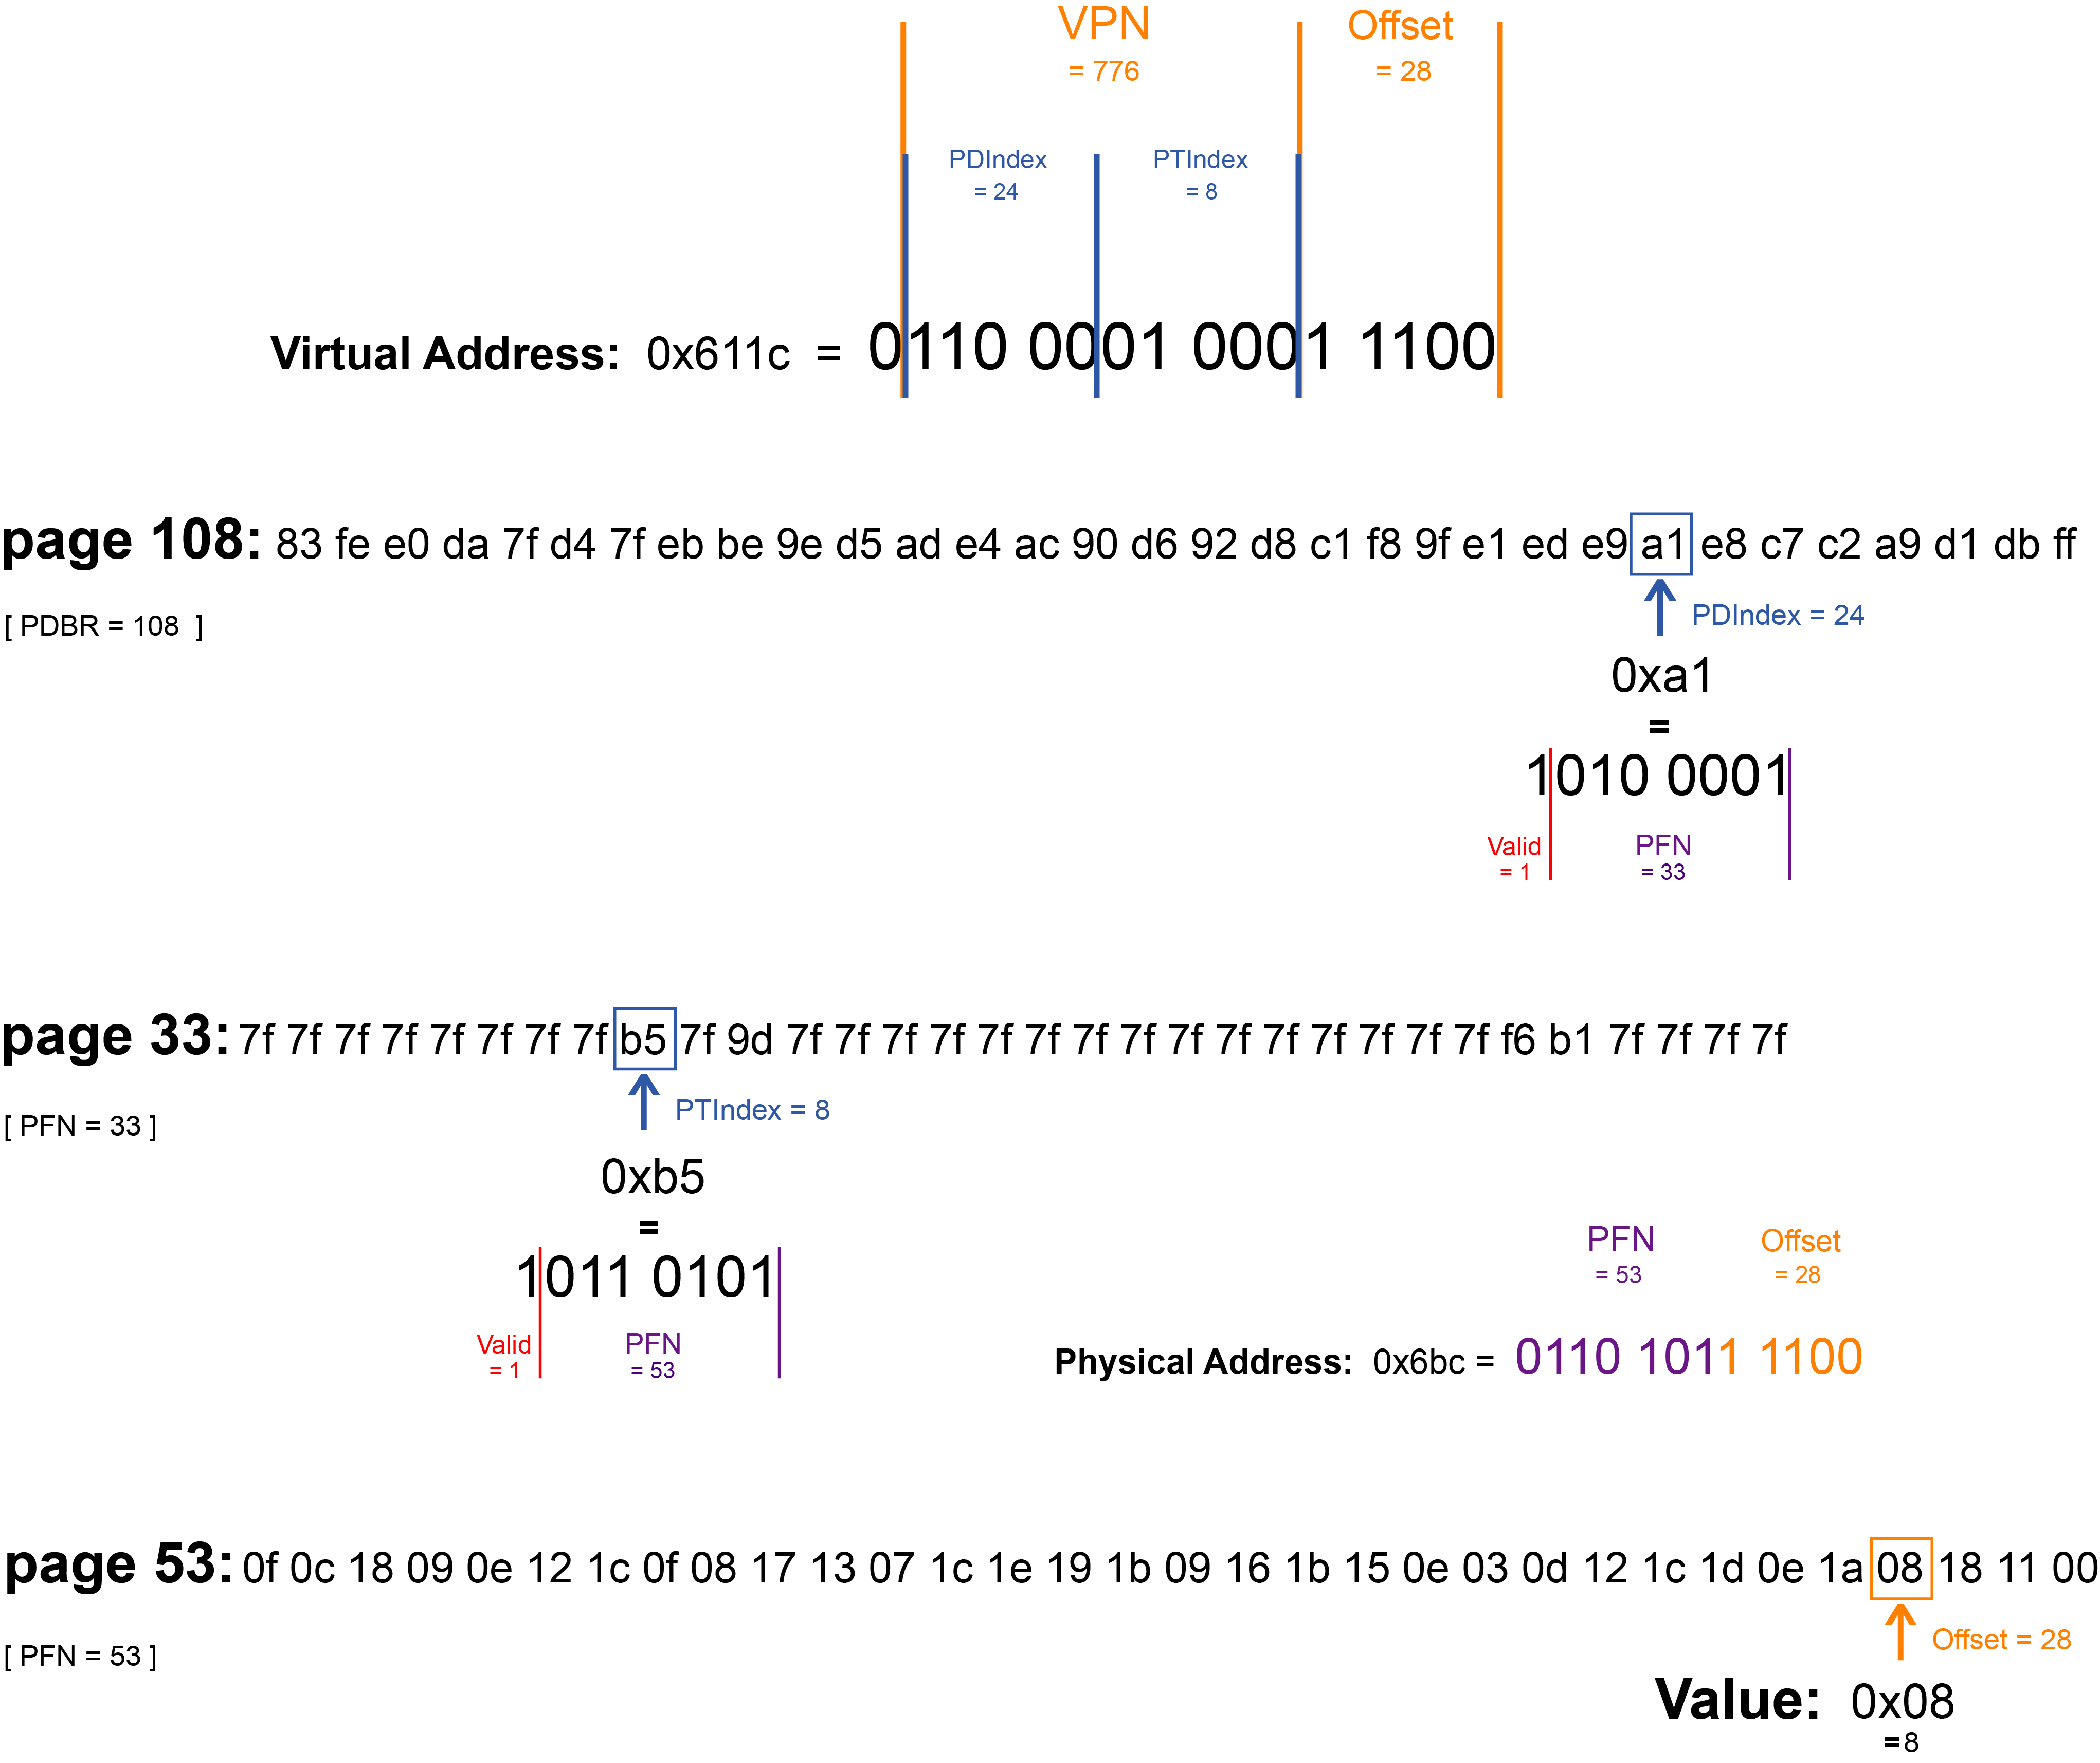 VPN Offset
= 776 = 28
PDIndex PTIndex
= 24 = 8
Virtual Address: 0x611c = 0110 0001 0001 1100
page 108: 83 fe e0 da 7f d4 7f eb be 9e d5 ad e4 ac 90 d6 92 d8 c1 f8 9f e1 ed e9 a1 e8 c7 c2 a9 d1 db ff
[ PDBR = 108 ]
PDIndex = 24
0xa1
=
1010 0001
Valid PFN
= 1 = 33
page 33: 7f 7f 7f 7f 7f 7f 7f 7f b5 7f 9d 7f 7f 7f 7f 7f 7f 7f 7f 7f 7f 7f 7f 7f 7f 7f f6 b1 7f 7f 7f 7f
[ PFN = 33 ]
PTIndex = 8
0xb5
=
1011 0101
Valid PFN
= 1 = 53
PFN Offset
= 53 = 28
Physical Address: 0x6bc = 0110 1011 1100
page 53: 0f 0c 18 09 0e 12 1c 0f 08 17 13 07 1c 1e 19 1b 09 16 1b 15 0e 03 0d 12 1c 1d 0e 1a 08 18 11 00
[ PFN = 53 ]
Offset = 28
Value: 0x08
= 8